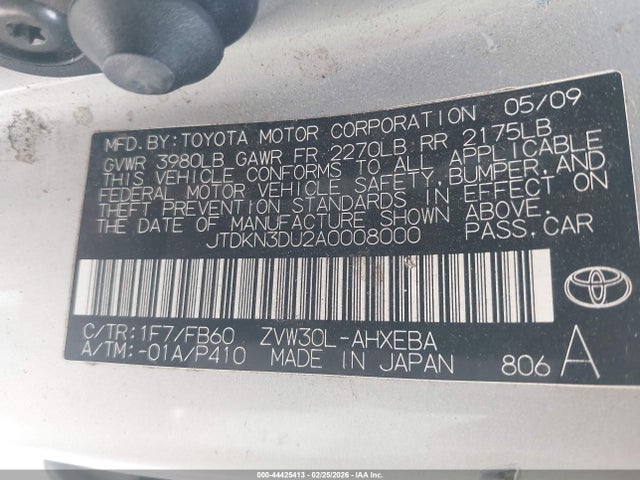 MFD. BY: TOYOTA MOTOR CORPORATION 05/09
GVWR 3980LB GAWR FR 2270LB RR 2175LB
THIS VEHICLE CONFORMS TO ALL APPLICABLE
FEDERAL MOTOR VEHICLE SAFETY, BUMPER, AND
THEFT PREVENTION STANDARDS IN EFFECT ON
THE DATE OF MANUFACTURE SHOWN ABOVE.
JTDKN3DU2A0008000 PASS. CAR
C/TR: 1F7/FB60 ZVW30L-AHXEBA
A/TM: -01A/P410 MADE IN JAPAN 806 A
000-44425413 - 02/25/2026 - IAA Inc.